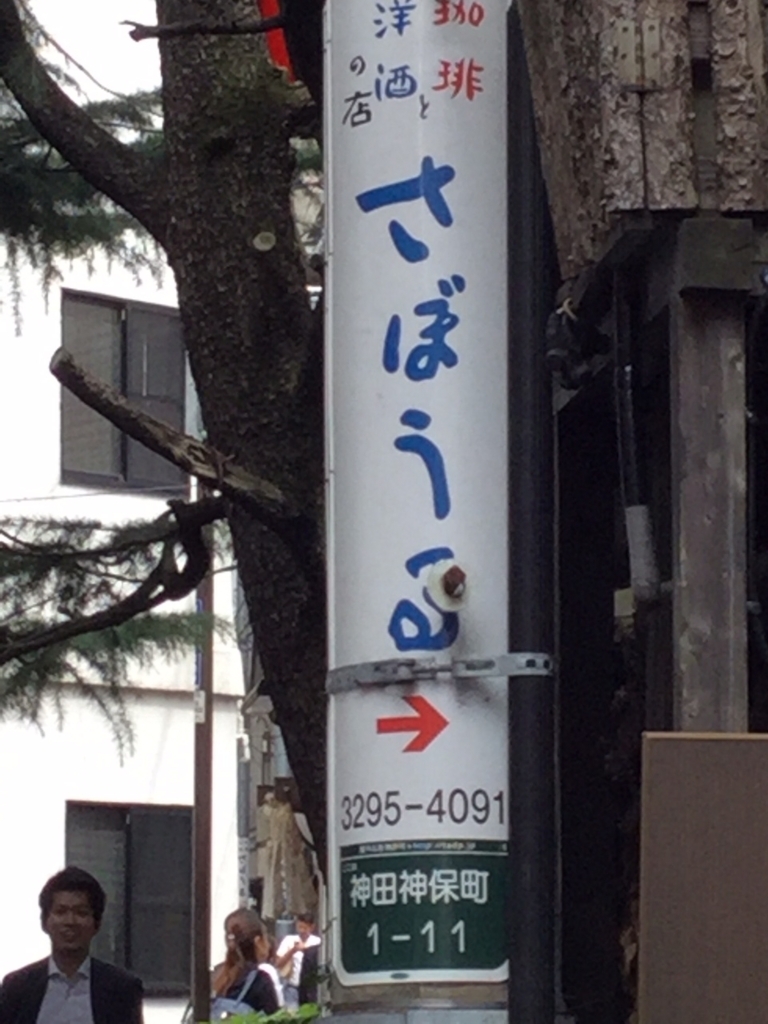 珈琲と
洋酒
の店
さぼうる
3295-4091
神田神保町
1-11